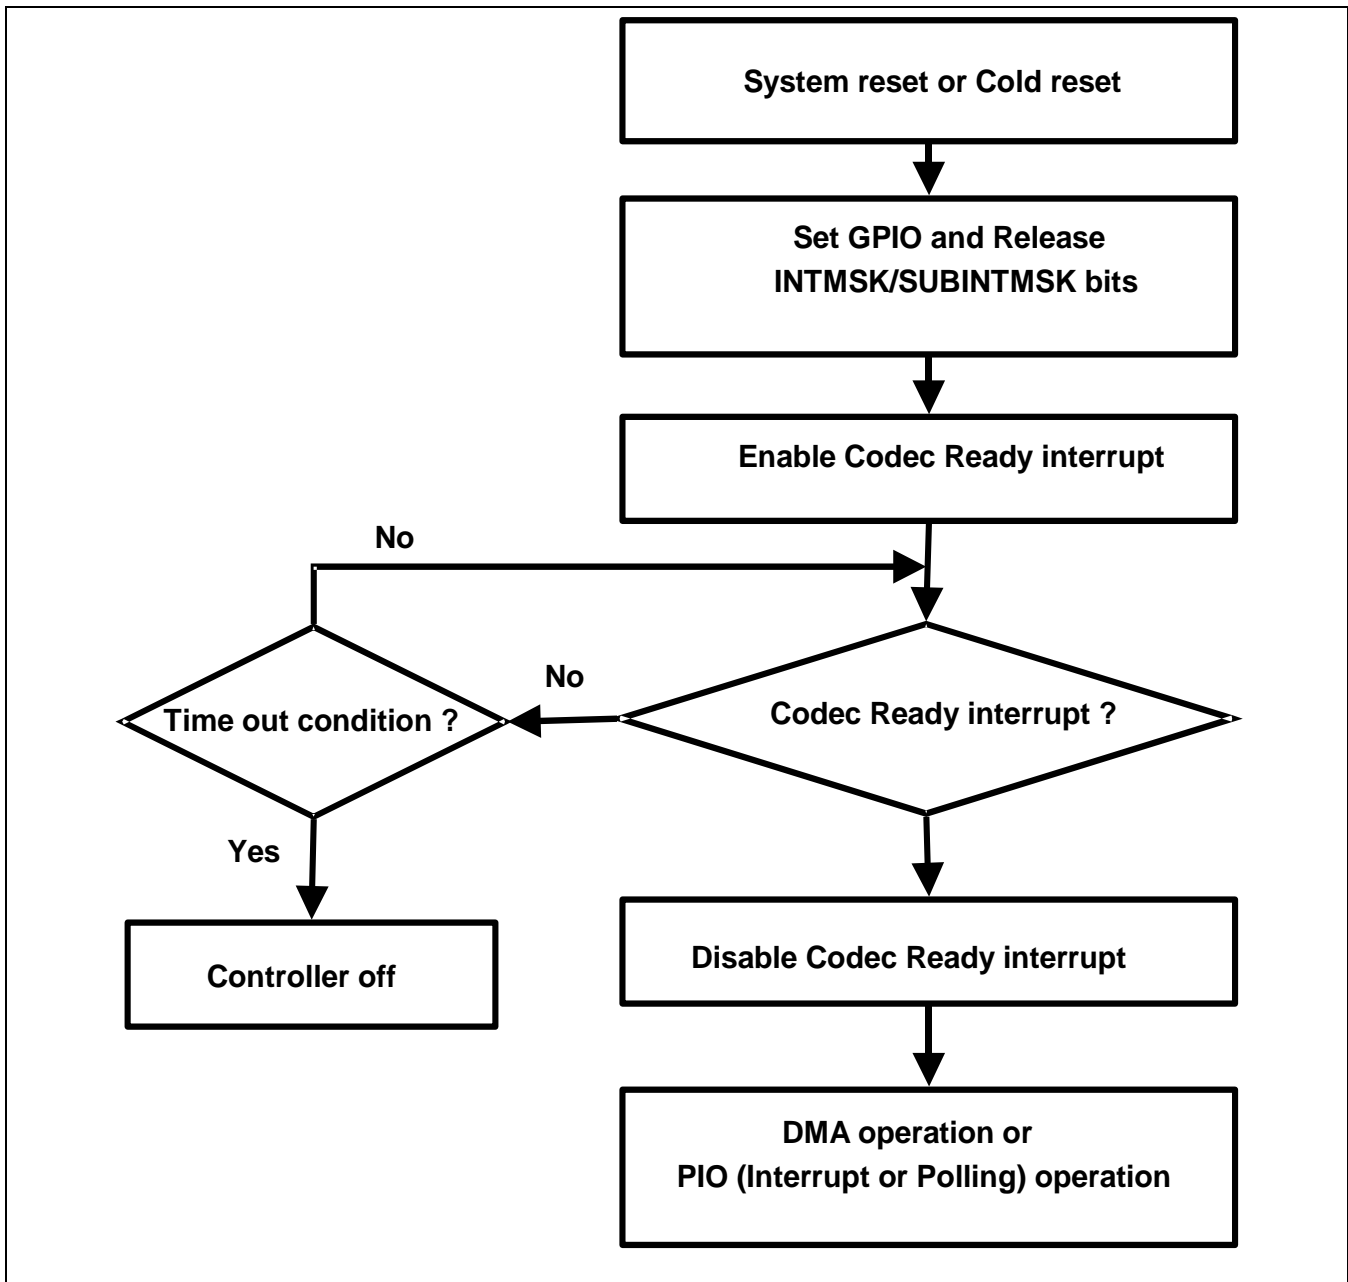 System reset or Cold reset
Set GPIO and Release
INTMSK/SUBINTMSK bits
Enable Codec Ready interrupt
No
No
Time out condition ?
Codec Ready interrupt ?
Yes
Controller off
Disable Codec Ready interrupt
DMA operation or
PIO (Interrupt or Polling) operation